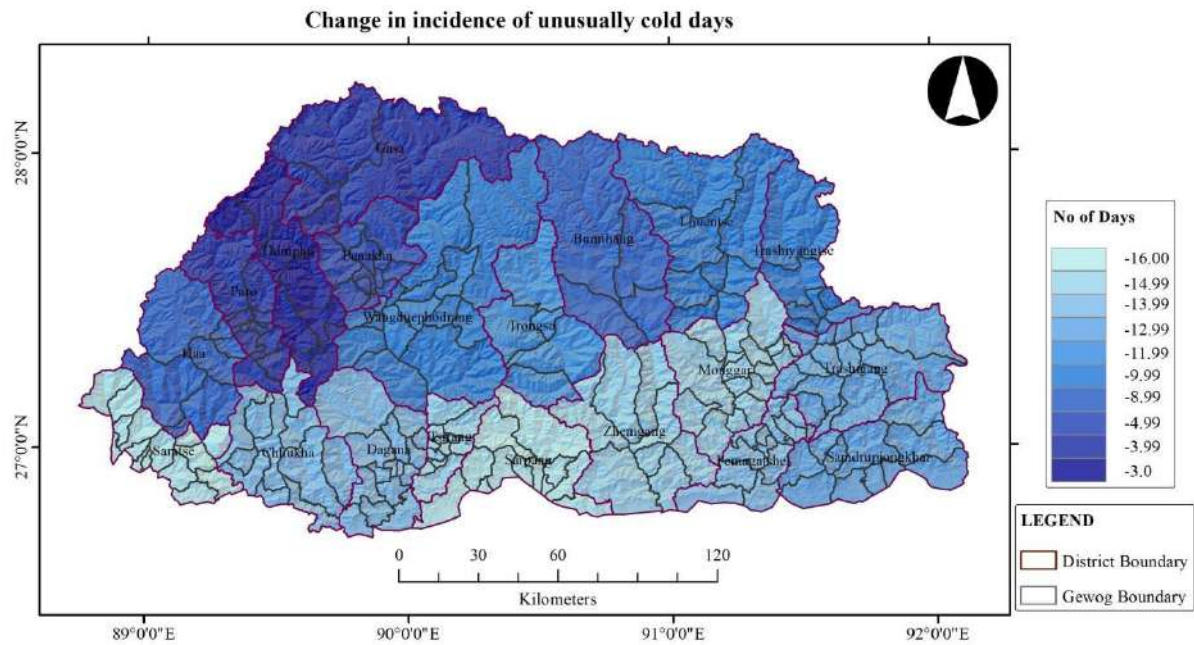 Change in incidence of unusually cold days
28°0'0"N
27°0'0"N
Gasa
Punakha
Paro
Haa
Wangduephodrang
Trongsa
Bumthang
Lhuentse
Trashiyangtse
Monggar
Trashigang
Samtse
Chhukha
Dagana
Sarpang
Zhemgang
Pemagatshel
Samdrupjongkhar
No of Days
-16.00
-14.99
-13.99
-12.99
-11.99
-9.99
-8.99
-4.99
-3.99
-3.0
LEGEND
District Boundary
Gewog Boundary
0 30 60 120
Kilometers
89°0'0"E 90°0'0"E 91°0'0"E 92°0'0"E